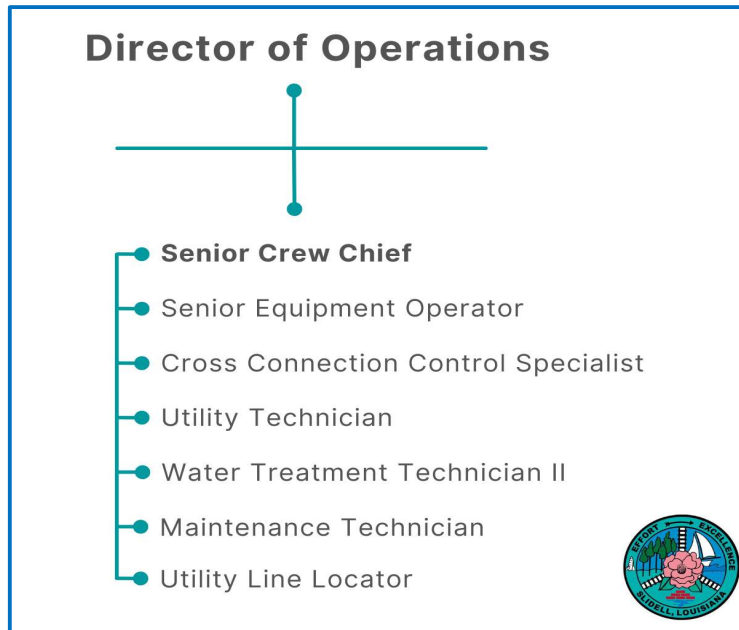 Director of Operations
Senior Crew Chief
Senior Equipment Operator
Cross Connection Control Specialist
Utility Technician
Water Treatment Technician II
Maintenance Technician
Utility Line Locator
EFFORT EXCELLENCE
SLIDELL, LOUISIANA